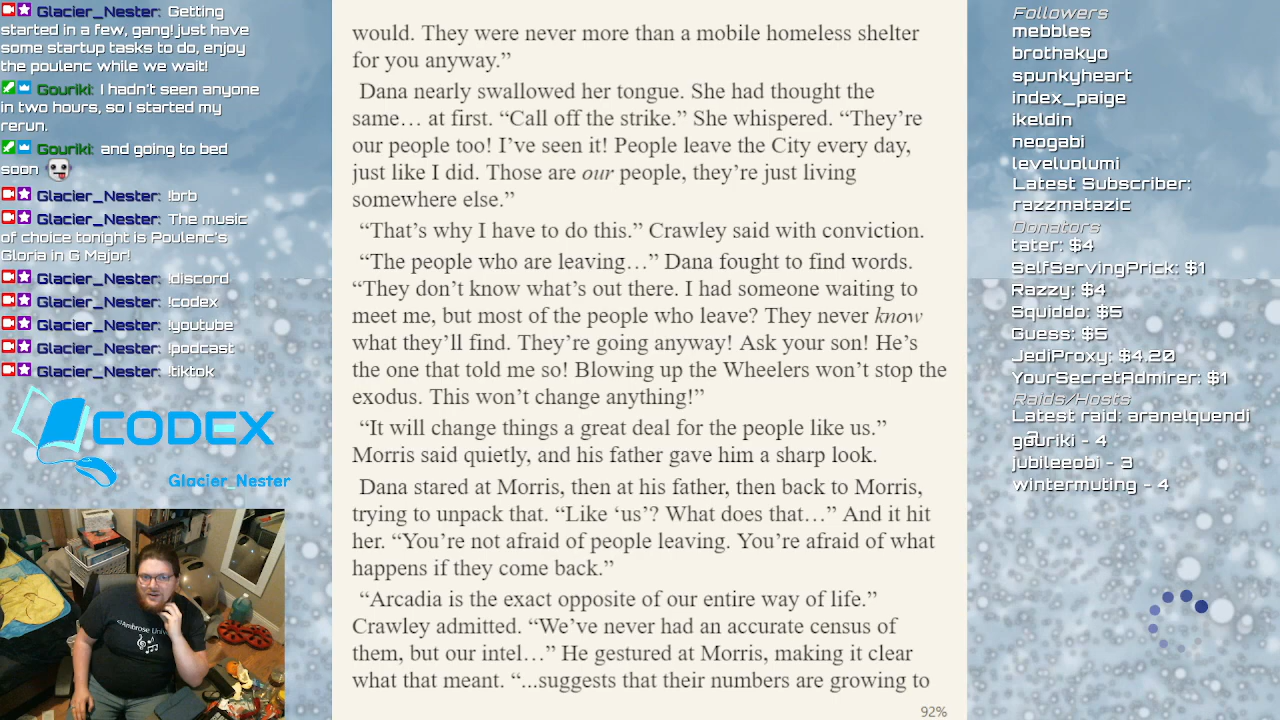 Glacier_Nester: Getting
started in a few, gang! just have
some startup tasks to do, enjoy
the poulenc while we wait!
Gouriki: I hadn't seen anyone
in two hours, so I started my
rerun.
Gouriki: and going to bed
soon
Glacier_Nester: !brb
Glacier_Nester: The music
of choice tonight is Poulenc's
Gloria in G Major!
Glacier_Nester: !discord
Glacier_Nester: !codex
Glacier_Nester: !youtube
Glacier_Nester: !podcast
Glacier_Nester: !tiktok
CODEX
Glacier_Nester
Ambrose Univ
would. They were never more than a mobile homeless shelter
for you anyway.”
Dana nearly swallowed her tongue. She had thought the
same… at first. “Call off the strike.” She whispered. “They’re
our people too! I’ve seen it! People leave the City every day,
just like I did. Those are our people, they’re just living
somewhere else.”
“That’s why I have to do this.” Crawley said with conviction.
“The people who are leaving…” Dana fought to find words.
“They don’t know what’s out there. I had someone waiting to
meet me, but most of the people who leave? They never know
what they’ll find. They’re going anyway! Ask your son! He’s
the one that told me so! Blowing up the Wheelers won’t stop the
exodus. This won’t change anything!”
“It will change things a great deal for the people like us.”
Morris said quietly, and his father gave him a sharp look.
Dana stared at Morris, then at his father, then back to Morris,
trying to unpack that. “Like ‘us’? What does that…” And it hit
her. “You’re not afraid of people leaving. You’re afraid of what
happens if they come back.”
“Arcadia is the exact opposite of our entire way of life.”
Crawley admitted. “We’ve never had an accurate census of
them, but our intel…” He gestured at Morris, making it clear
what that meant. “...suggests that their numbers are growing to
92%
Followers
mebbles
brothakyo
spunkyheart
index_paige
ikeldin
neogabi
leveluolumi
Latest Subscriber:
razzmatazic
Donators
tater: $4
SelfServingPrick: $1
Razzy: $4
Squiddo: $5
Guess: $5
JediProxy: $4.20
YourSecretAdmirer: $1
Raids/Hosts
Latest raid: aranelquendi
gouriki - 4
jubileeobi - 3
wintermuting - 4